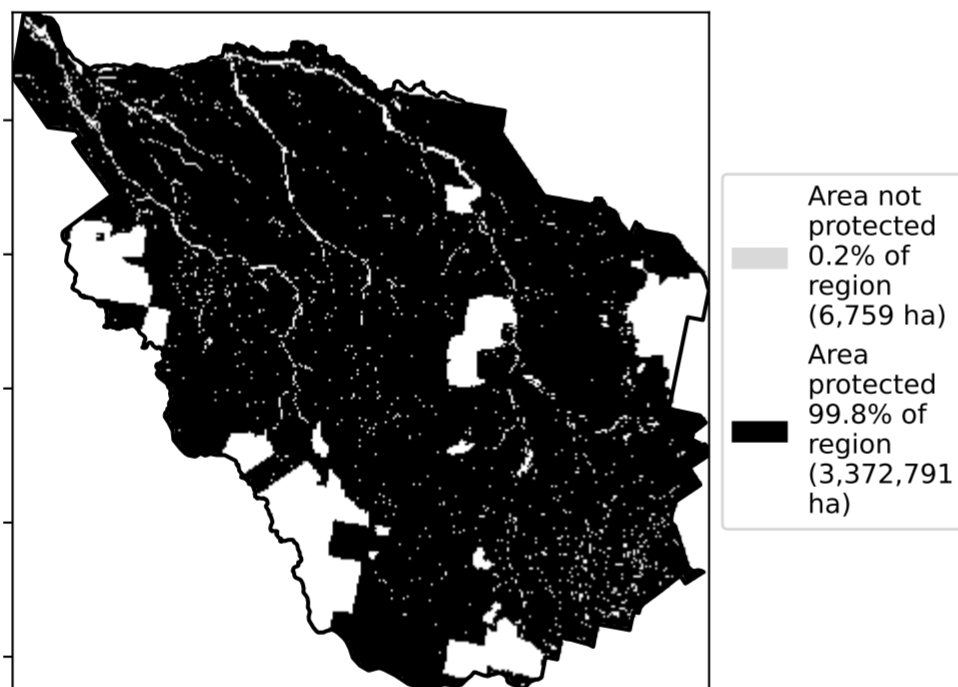 Area not
protected
0.2% of
region
(6,759 ha)
Area
protected
99.8% of
region
(3,372,791
ha)